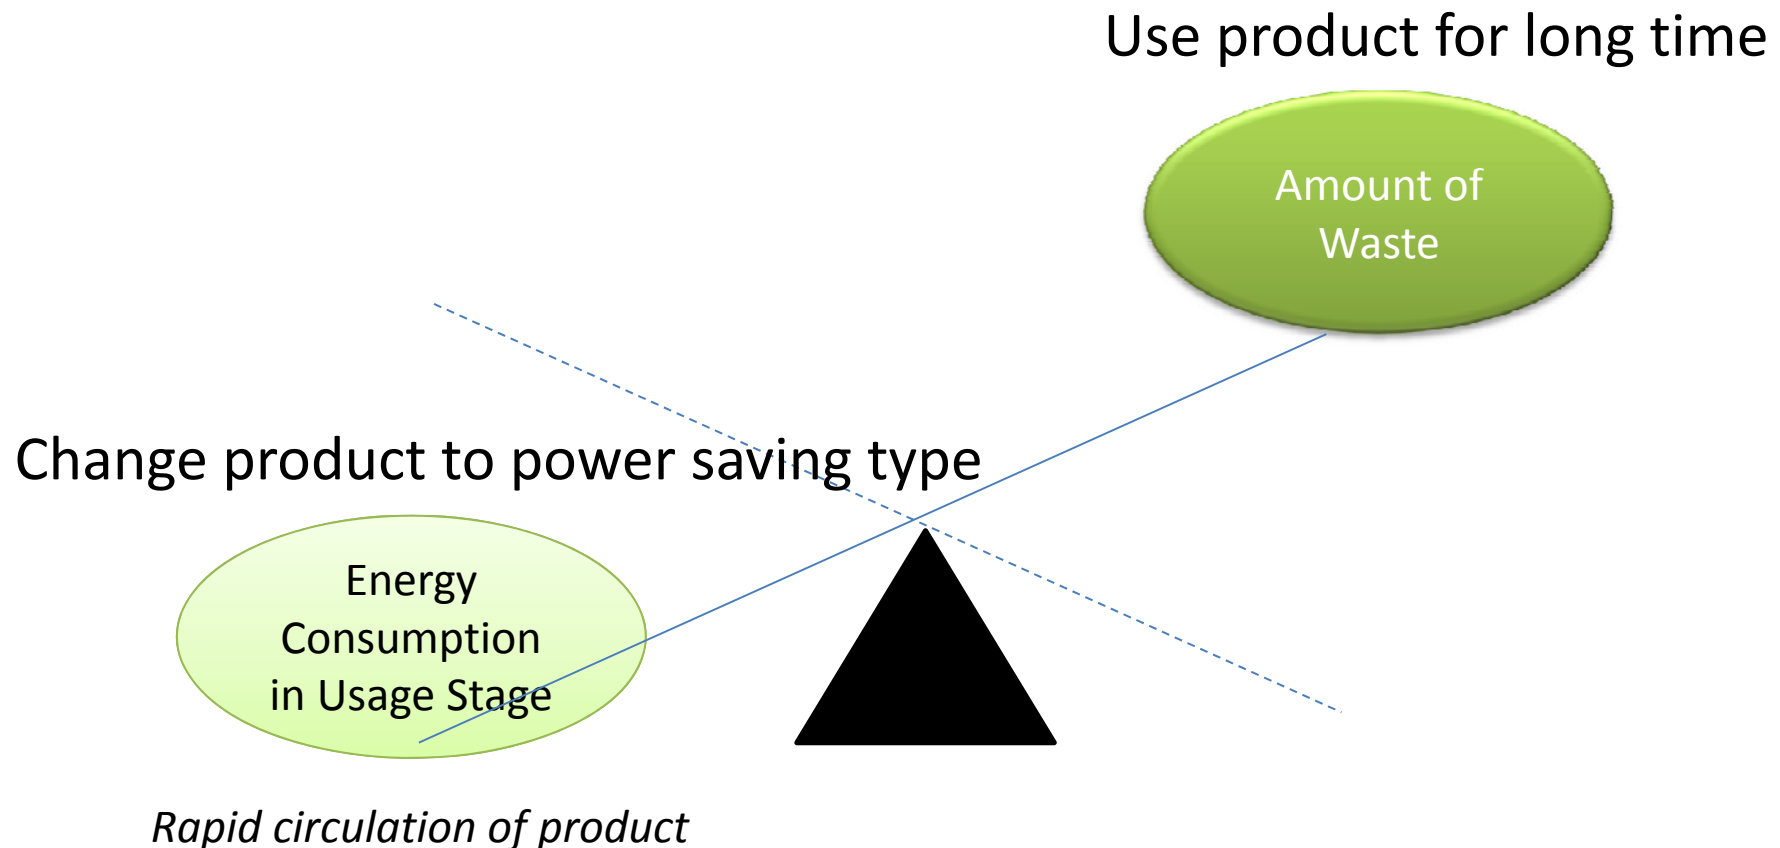 Use product for long time
Amount of
Waste
Change product to power saving type
Energy
Consumption
in Usage Stage
Rapid circulation of product